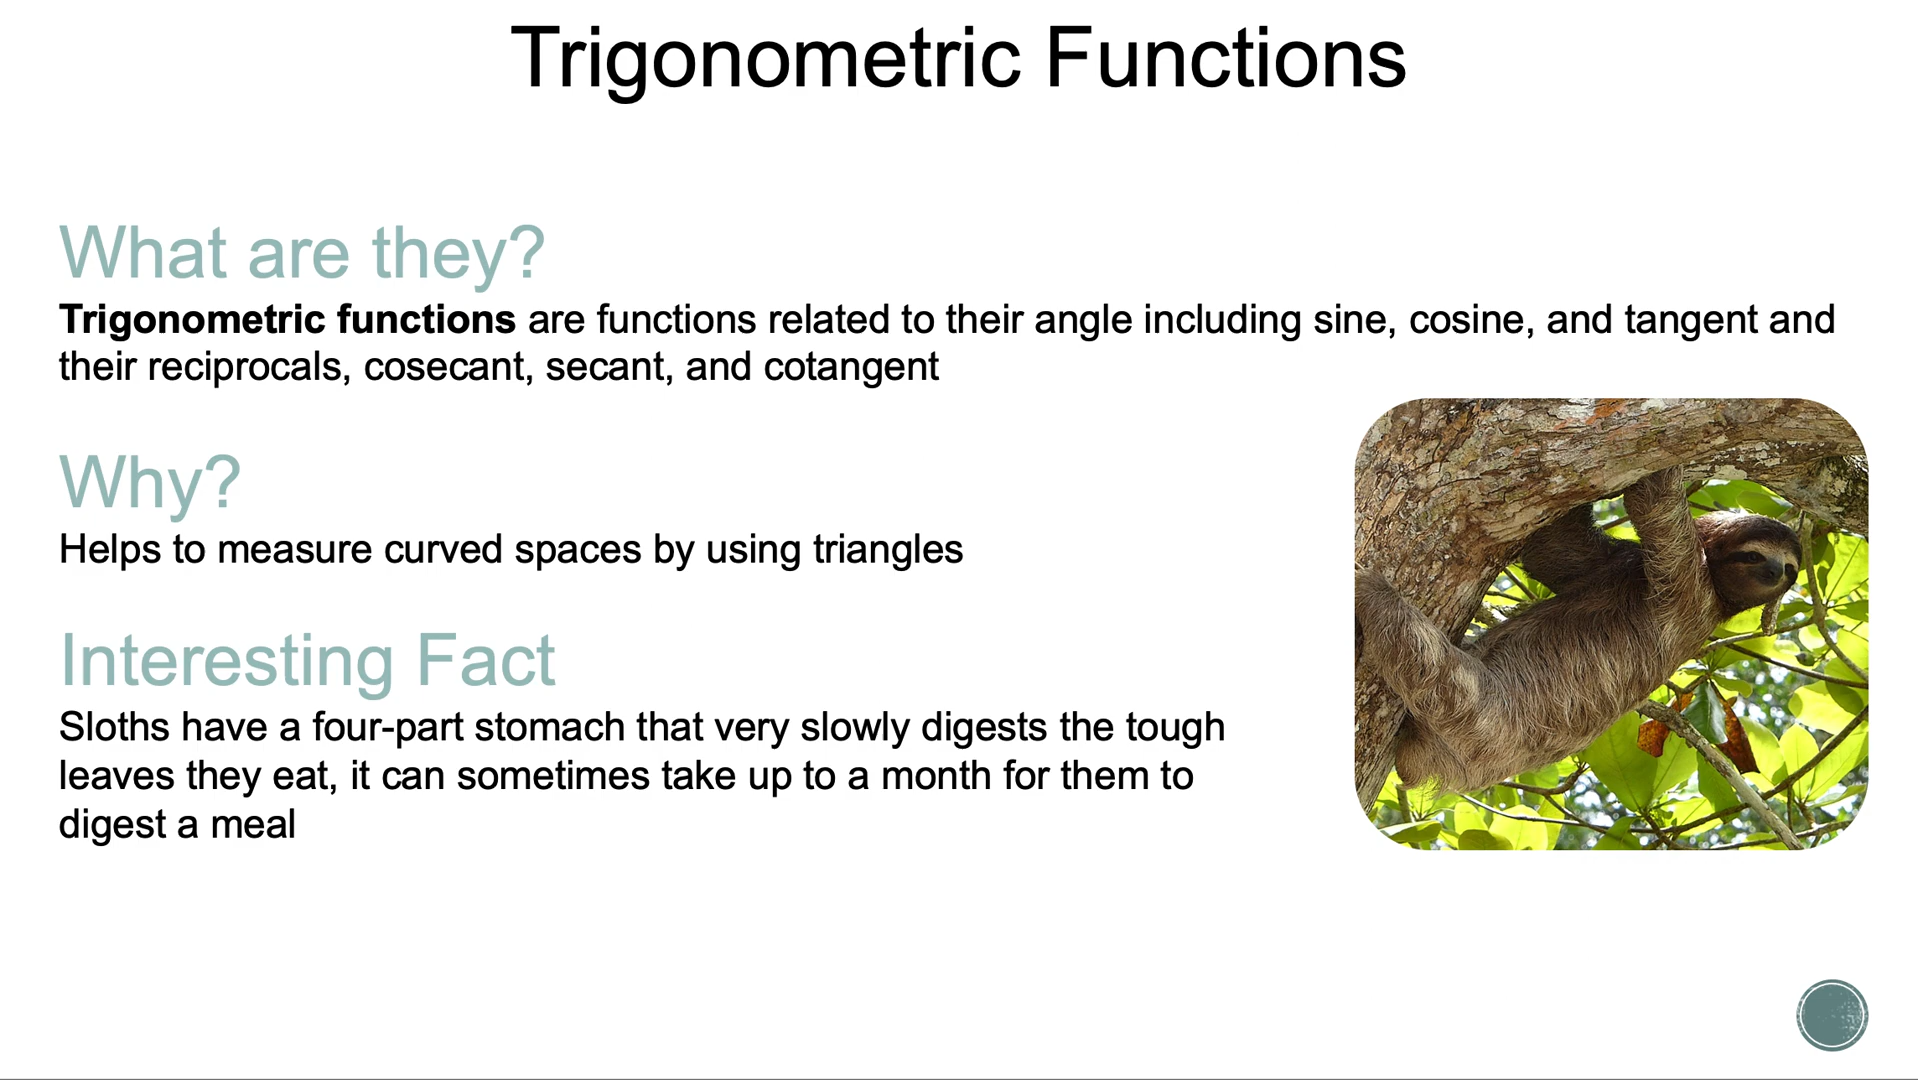 Trigonometric Functions
What are they?
Trigonometric functions are functions related to their angle including sine, cosine, and tangent and
their reciprocals, cosecant, secant, and cotangent
Why?
Helps to measure curved spaces by using triangles
Interesting Fact
Sloths have a four-part stomach that very slowly digests the tough
leaves they eat, it can sometimes take up to a month for them to
digest a meal